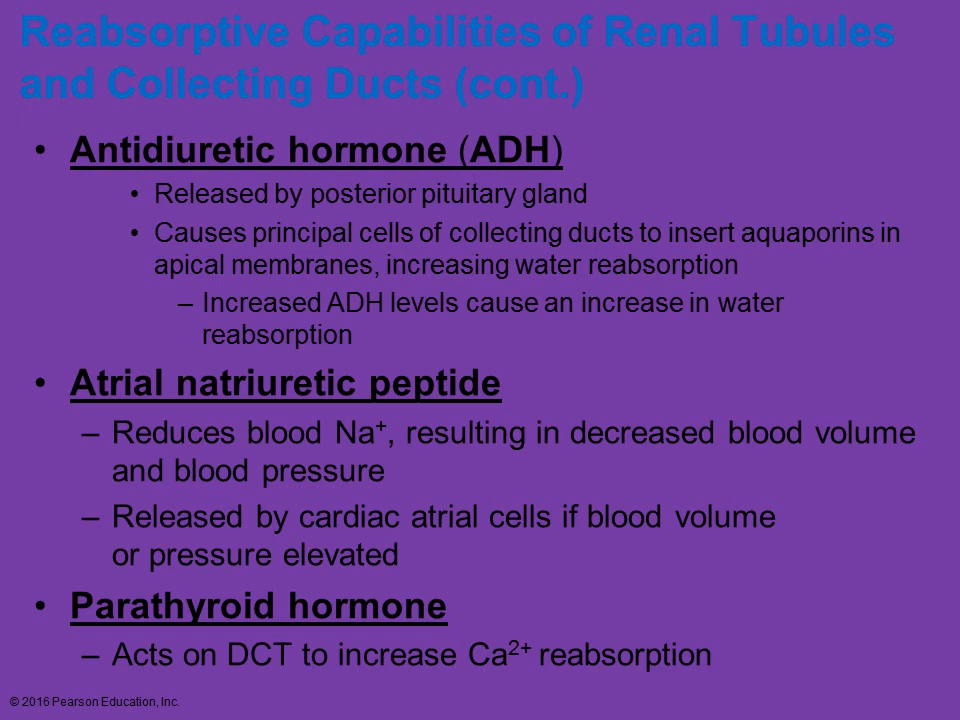 Reabsorptive Capabilities of Renal Tubules
and Collecting Ducts (cont.)
• Antidiuretic hormone (ADH)
• Released by posterior pituitary gland
• Causes principal cells of collecting ducts to insert aquaporins in
apical membranes, increasing water reabsorption
– Increased ADH levels cause an increase in water
reabsorption
• Atrial natriuretic peptide
– Reduces blood Na⁺, resulting in decreased blood volume
and blood pressure
– Released by cardiac atrial cells if blood volume
or pressure elevated
• Parathyroid hormone
– Acts on DCT to increase Ca²⁺ reabsorption
© 2016 Pearson Education, Inc.